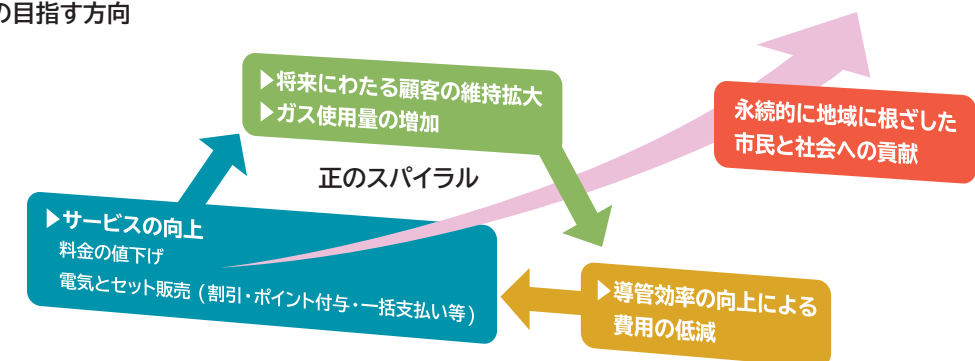 の目指す方向
▶将来にわたる顧客の維持拡大
▶ガス使用量の増加
永続的に地域に根ざした
市民と社会への貢献
正のスパイラル
▶サービスの向上
料金の値下げ
電気とセット販売（割引・ポイント付与・一括支払い等）
▶導管効率の向上による
費用の低減